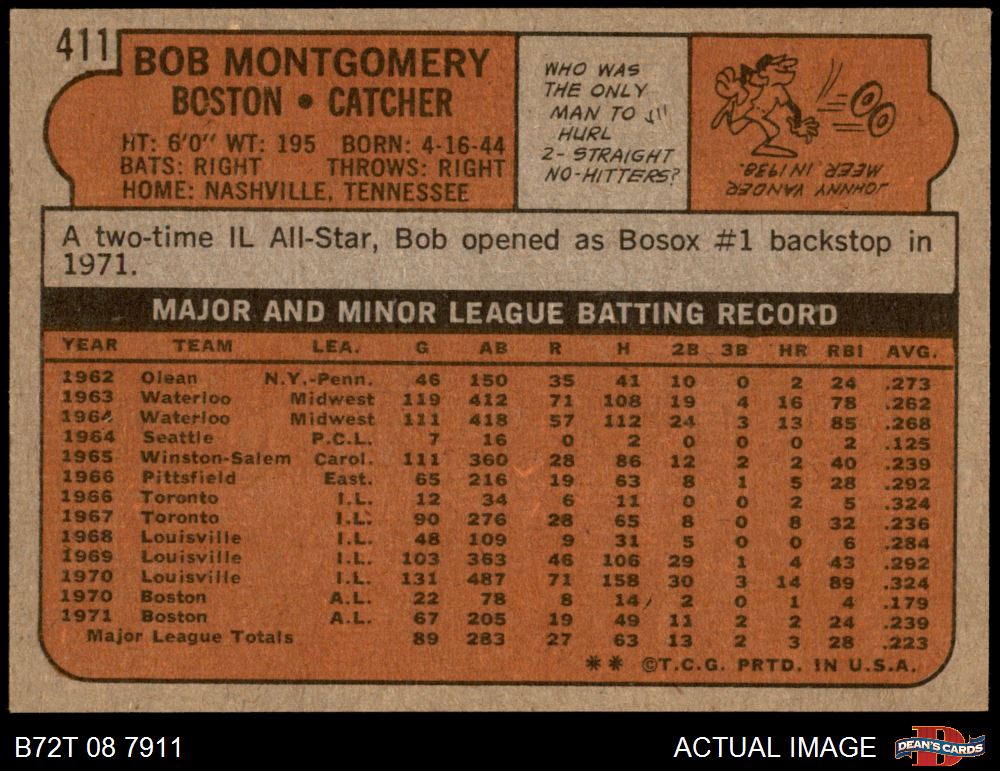 411
BOB MONTGOMERY
BOSTON • CATCHER
HT: 6'0" WT: 195 BORN: 4-16-44
BATS: RIGHT THROWS: RIGHT
HOME: NASHVILLE, TENNESSEE
WHO WAS
THE ONLY
MAN TO
HURL
2- STRAIGHT
NO-HITTERS?
JOHNNY VANDER
MEER IN 1938.
A two-time IL All-Star, Bob opened as Bosox #1 backstop in
1971.
MAJOR AND MINOR LEAGUE BATTING RECORD
YEAR TEAM LEA. G AB R H 2B 3B HR RBI AVG.
1962 Olean N.Y.-Penn. 46 150 35 41 10 0 2 24 .273
1963 Waterloo Midwest 119 412 71 108 19 4 16 78 .262
1964 Waterloo Midwest 111 418 57 112 24 3 13 85 .268
1964 Seattle P.C.L. 7 16 0 2 0 0 0 2 .125
1965 Winston-Salem Carol. 111 360 28 86 12 2 2 40 .239
1966 Pittsfield East. 65 216 19 63 8 1 5 28 .292
1966 Toronto I.L. 12 34 6 11 0 0 2 5 .324
1967 Toronto I.L. 90 276 28 65 8 0 8 32 .236
1968 Louisville I.L. 48 109 9 31 5 0 0 6 .284
1969 Louisville I.L. 103 363 46 106 29 1 4 43 .292
1970 Louisville I.L. 131 487 71 158 30 3 14 89 .324
1970 Boston A.L. 22 78 8 14 2 0 1 4 .179
1971 Boston A.L. 67 205 19 49 11 2 2 24 .239
Major League Totals 89 283 27 63 13 2 3 28 .223
** ©T.C.G. PRTD. IN U.S.A.
B72T 08 7911
ACTUAL IMAGE
DEAN'S CARDS